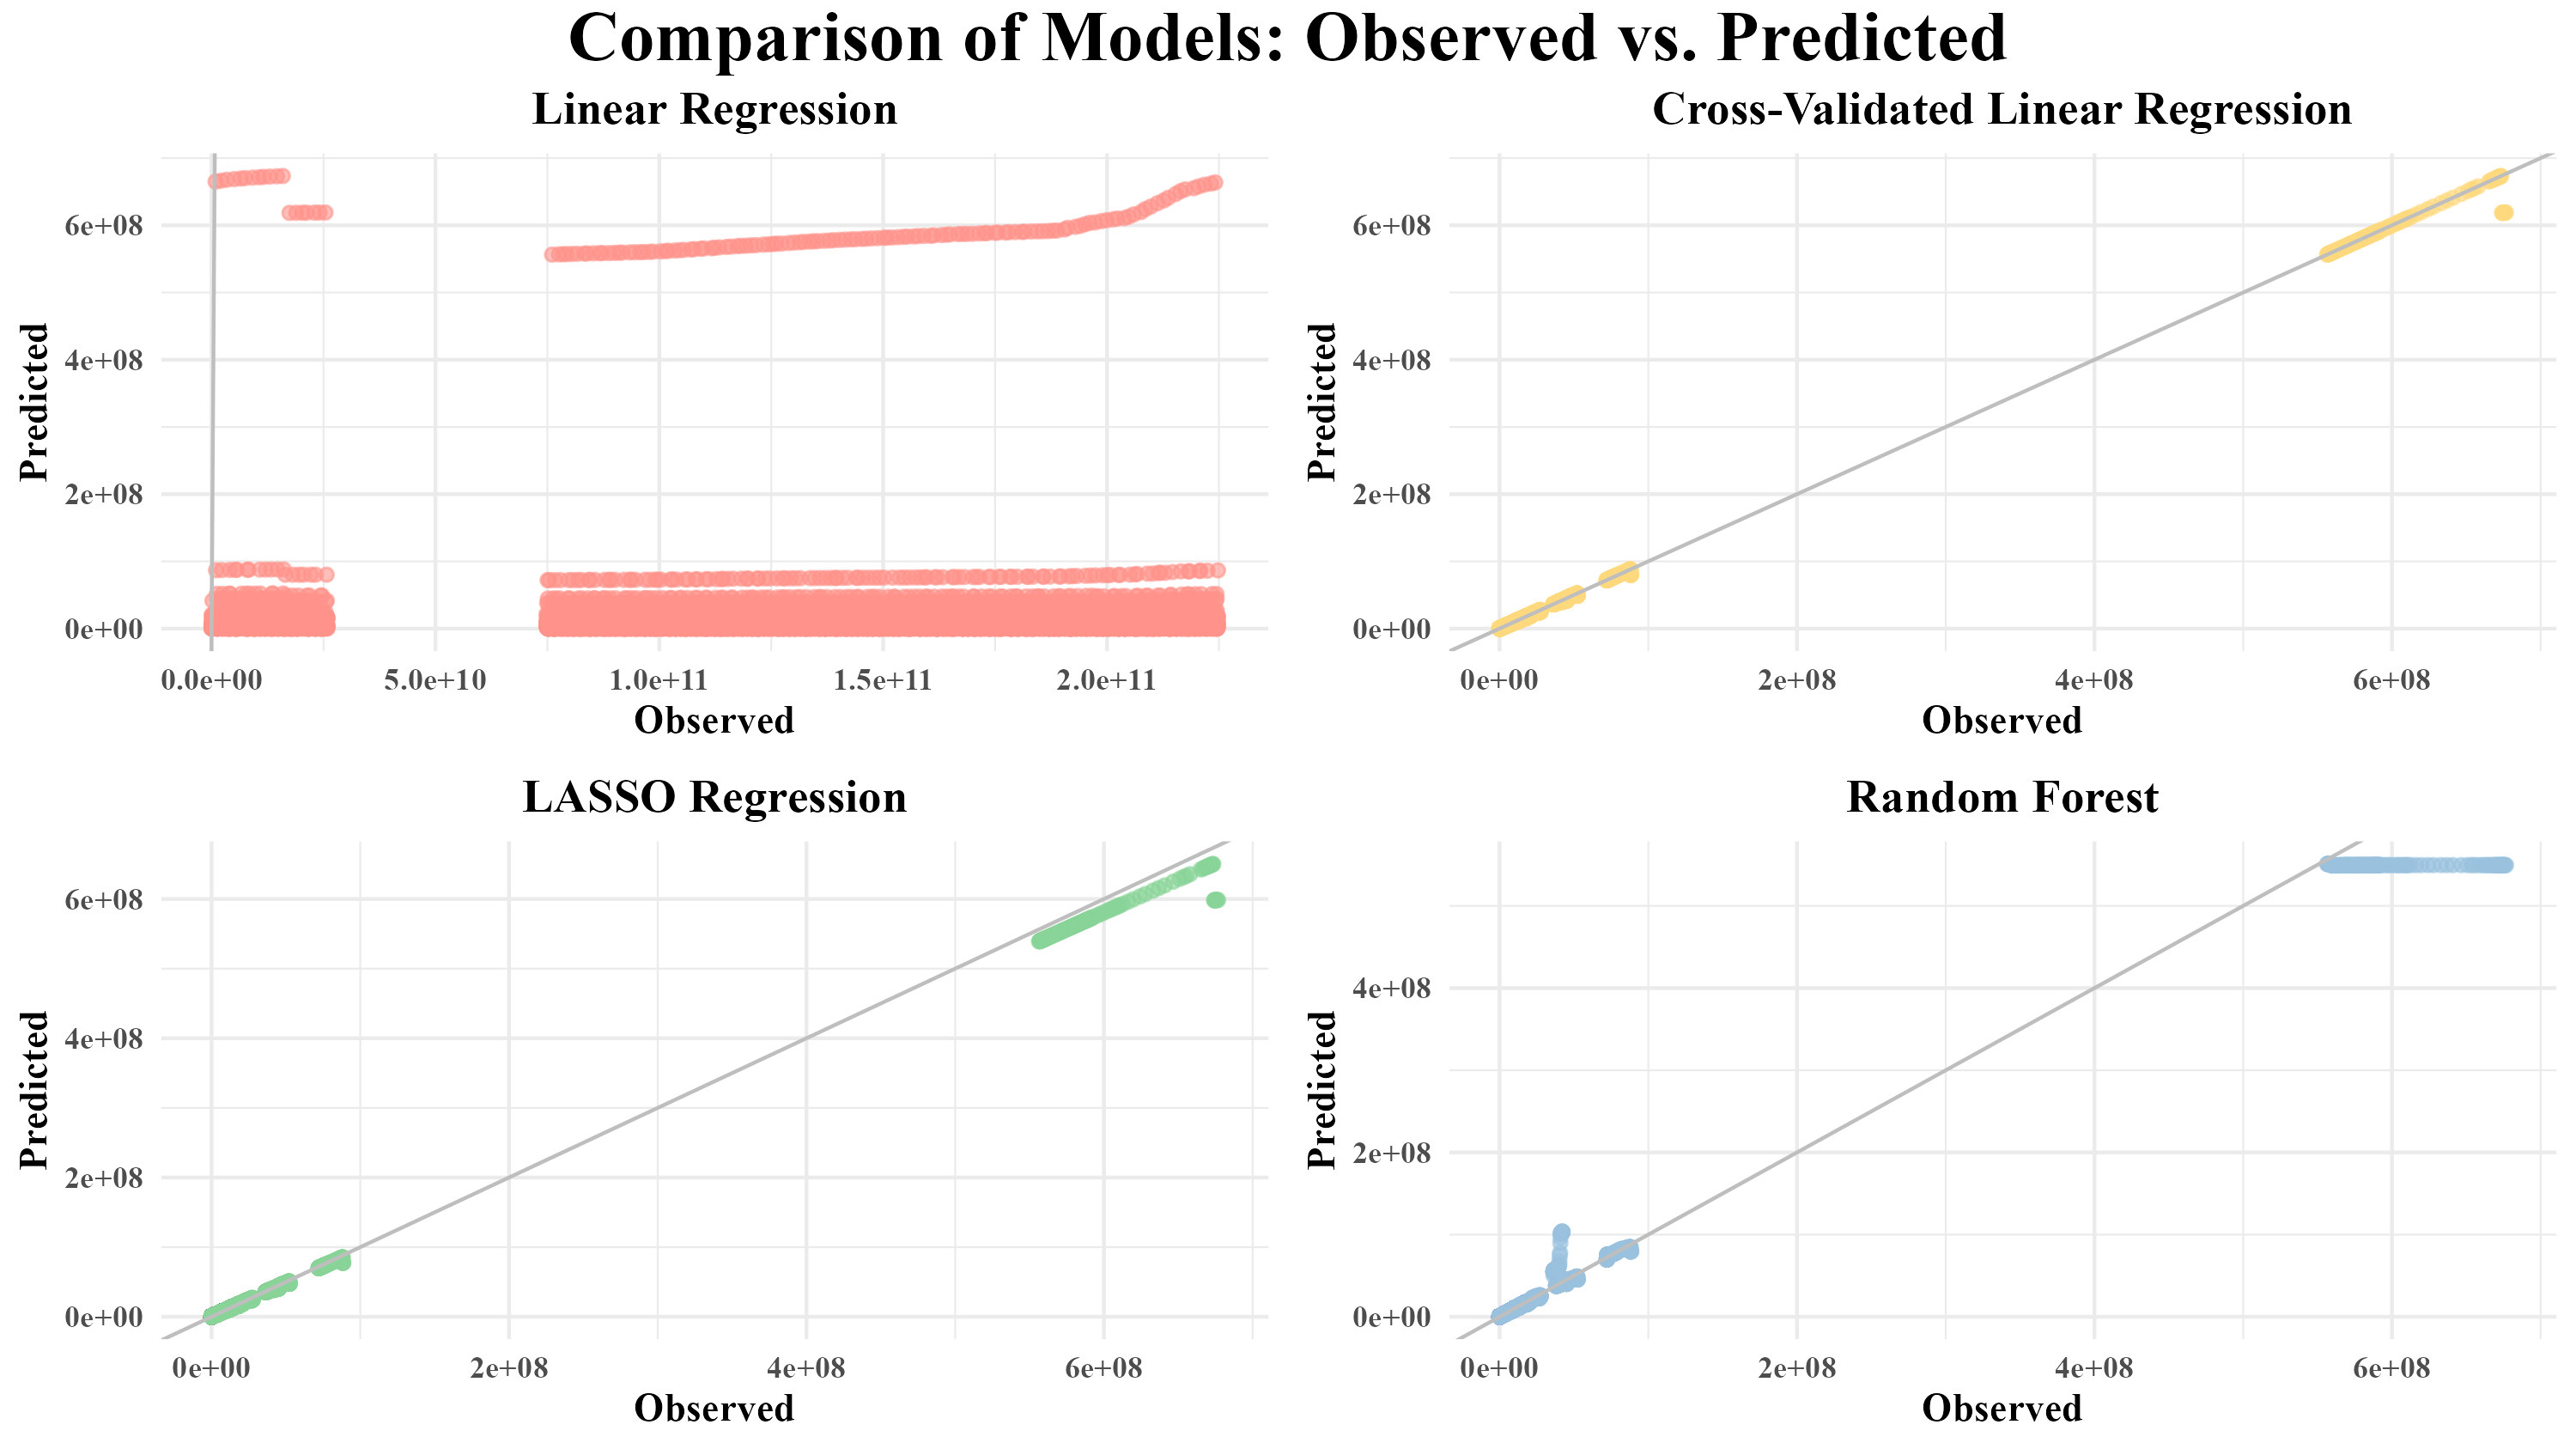 Comparison of Models: Observed vs. Predicted
Linear Regression
Predicted
6e+08
4e+08
2e+08
0e+00
0.0e+00 5.0e+10 1.0e+11 1.5e+11 2.0e+11
Observed
Cross-Validated Linear Regression
Predicted
6e+08
4e+08
2e+08
0e+00
0e+00 2e+08 4e+08 6e+08
Observed
LASSO Regression
Predicted
6e+08
4e+08
2e+08
0e+00
0e+00 2e+08 4e+08 6e+08
Observed
Random Forest
Predicted
4e+08
2e+08
0e+00
0e+00 2e+08 4e+08 6e+08
Observed